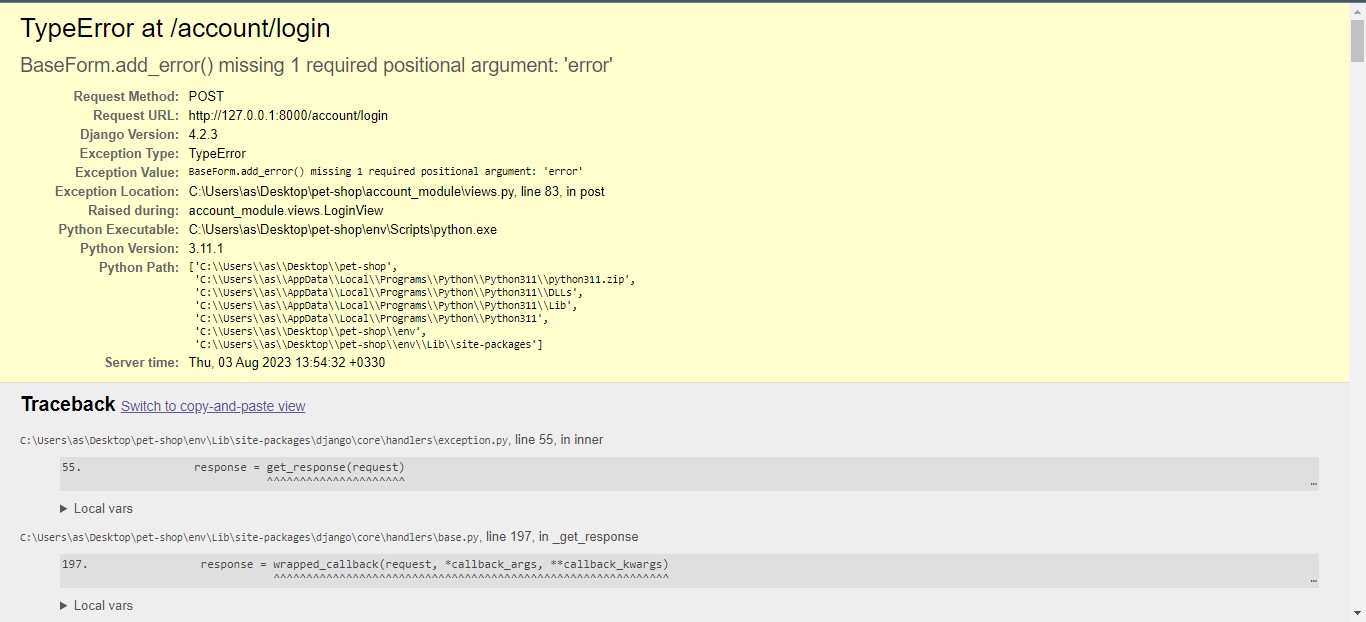 TypeError at /account/login
BaseForm.add_error() missing 1 required positional argument: 'error'
Request Method: POST
Request URL: http://127.0.0.1:8000/account/login
Django Version: 4.2.3
Exception Type: TypeError
Exception Value: BaseForm.add_error() missing 1 required positional argument: 'error'
Exception Location: C:\Users\as\Desktop\pet-shop\account_module\views.py, line 83, in post
Raised during: account_module.views.LoginView
Python Executable: C:\Users\as\Desktop\pet-shop\env\Scripts\python.exe
Python Version: 3.11.1
Python Path: ['C:\\Users\\as\\Desktop\\pet-shop',
'C:\\Users\\as\\AppData\\Local\\Programs\\Python\\Python311\\python311.zip',
'C:\\Users\\as\\AppData\\Local\\Programs\\Python\\Python311\\DLLs',
'C:\\Users\\as\\AppData\\Local\\Programs\\Python\\Python311\\Lib',
'C:\\Users\\as\\AppData\\Local\\Programs\\Python\\Python311',
'C:\\Users\\as\\Desktop\\pet-shop\\env',
'C:\\Users\\as\\Desktop\\pet-shop\\env\\Lib\\site-packages']
Server time: Thu, 03 Aug 2023 13:54:32 +0330
Traceback Switch to copy-and-paste view
C:\Users\as\Desktop\pet-shop\env\Lib\site-packages\django\core\handlers\exception.py, line 55, in inner
55. response = get_response(request)
^^^^^^^^^^^^^^^^^^^^^ …
▶ Local vars
C:\Users\as\Desktop\pet-shop\env\Lib\site-packages\django\core\handlers\base.py, line 197, in _get_response
197. response = wrapped_callback(request, *callback_args, **callback_kwargs)
^^^^^^^^^^^^^^^^^^^^^^^^^^^^^^^^^^^^^^^^^^^^^^^^^^^^^^^^^^^^ …
▶ Local vars